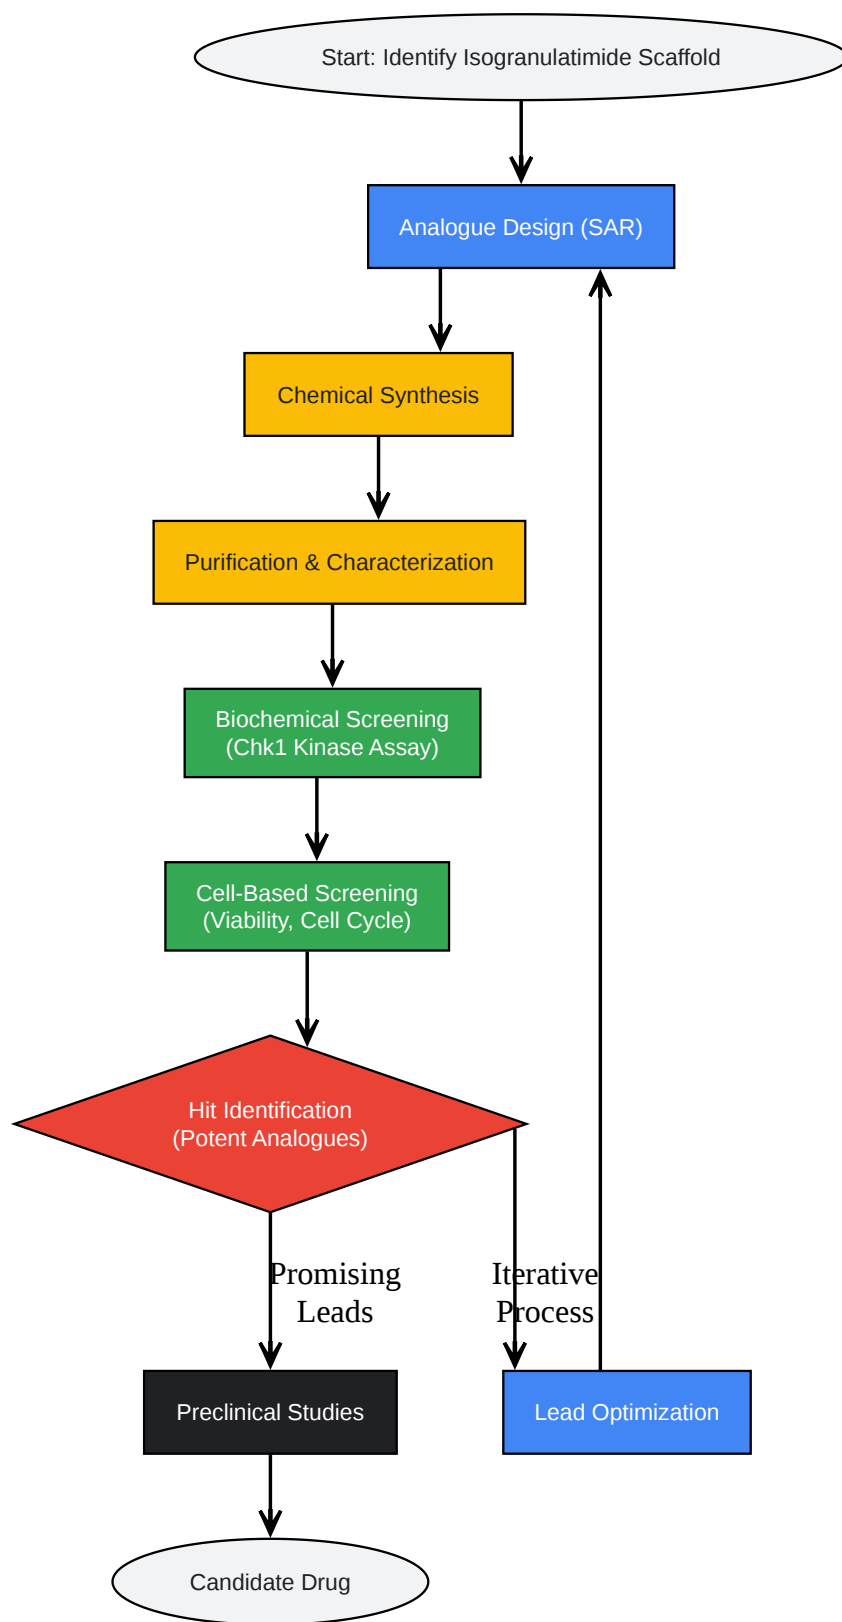 Start: Identify Isogranulatimide Scaffold
Analogue Design (SAR)
Chemical Synthesis
Purification & Characterization
Biochemical Screening
(Chk1 Kinase Assay)
Cell-Based Screening
(Viability, Cell Cycle)
Hit Identification
(Potent Analogues)
Promising
Leads
Iterative
Process
Preclinical Studies
Lead Optimization
Candidate Drug